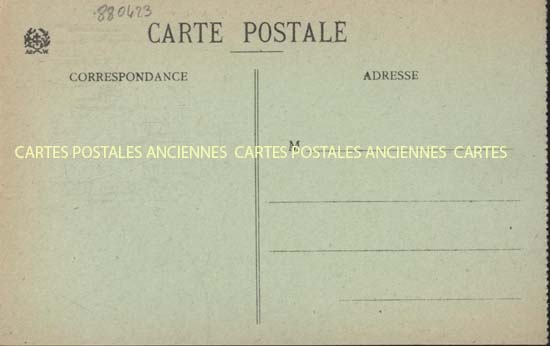 880423
CARTE POSTALE
A. W.
CORRESPONDANCE
ADRESSE
M
CARTES POSTALES ANCIENNES CARTES POSTALES ANCIENNES CARTES